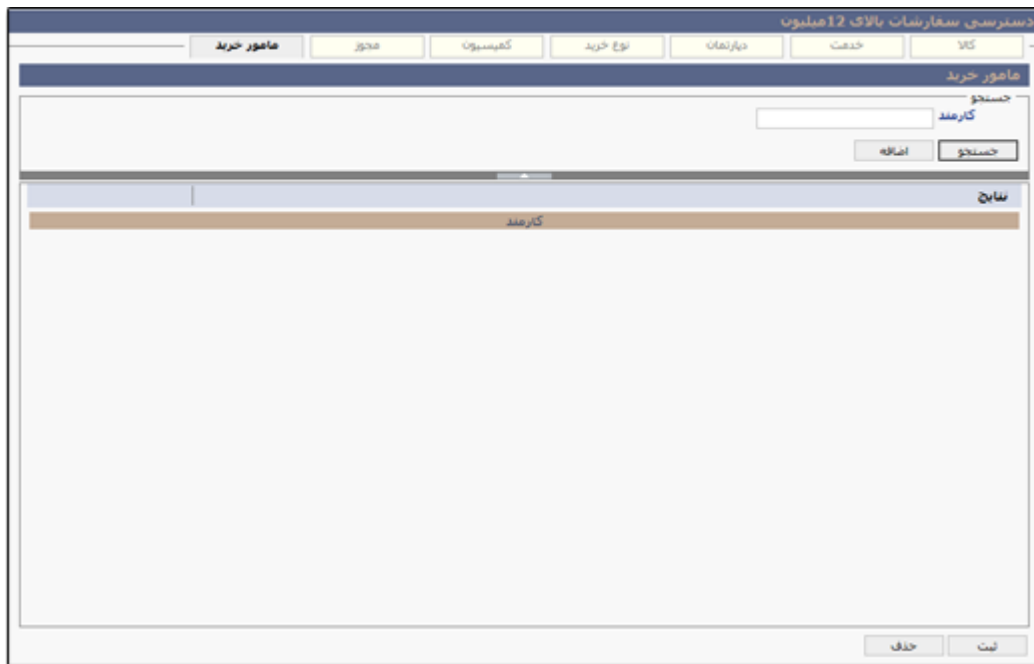 دسترسی سفارشات بالای 12میلیون
کالا خدمت دپارتمان نوع خرید کمیسیون مجوز مامور خرید
مامور خرید
جستجو
کارمند
جستجو اضافه
نتایج
کارمند
ثبت حذف